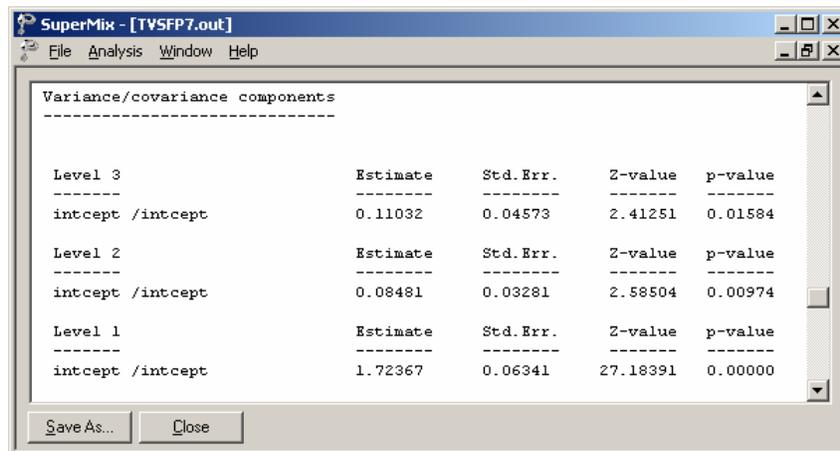 SuperMix - [TVSFP7.out]
File Analysis Window Help
Variance/covariance components
------------------------------
Level 3 Estimate Std.Err. Z-value p-value
------- -------- -------- ------- -------
intcept /intcept 0.11032 0.04573 2.41251 0.01584
Level 2 Estimate Std.Err. Z-value p-value
------- -------- -------- ------- -------
intcept /intcept 0.08481 0.03281 2.58504 0.00974
Level 1 Estimate Std.Err. Z-value p-value
------- -------- -------- ------- -------
intcept /intcept 1.72367 0.06341 27.18391 0.00000
Save As... Close